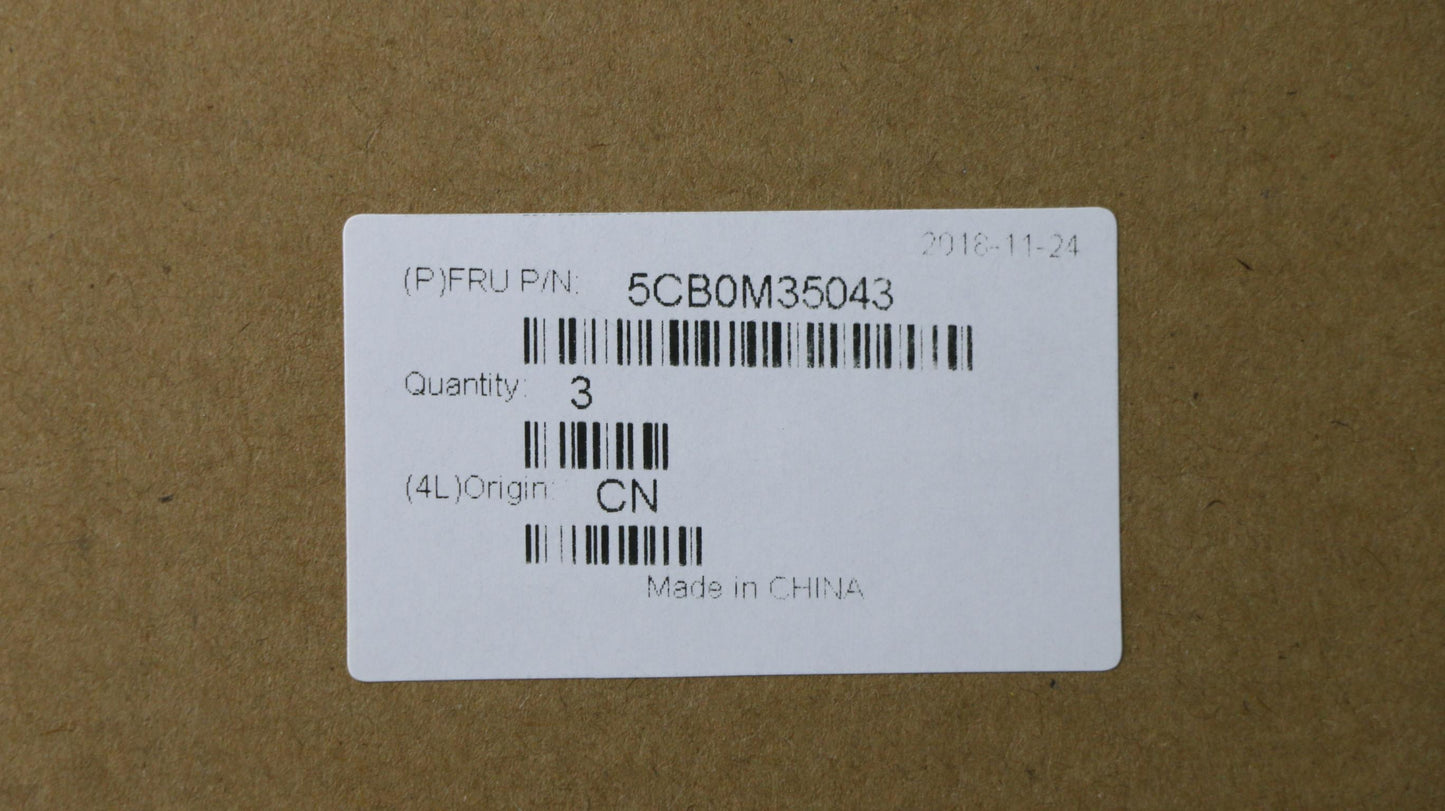 2018-11-24
(P)FRU P/N: 5CB0M35043
Quantity: 3
(4L)Origin: CN
Made in CHINA